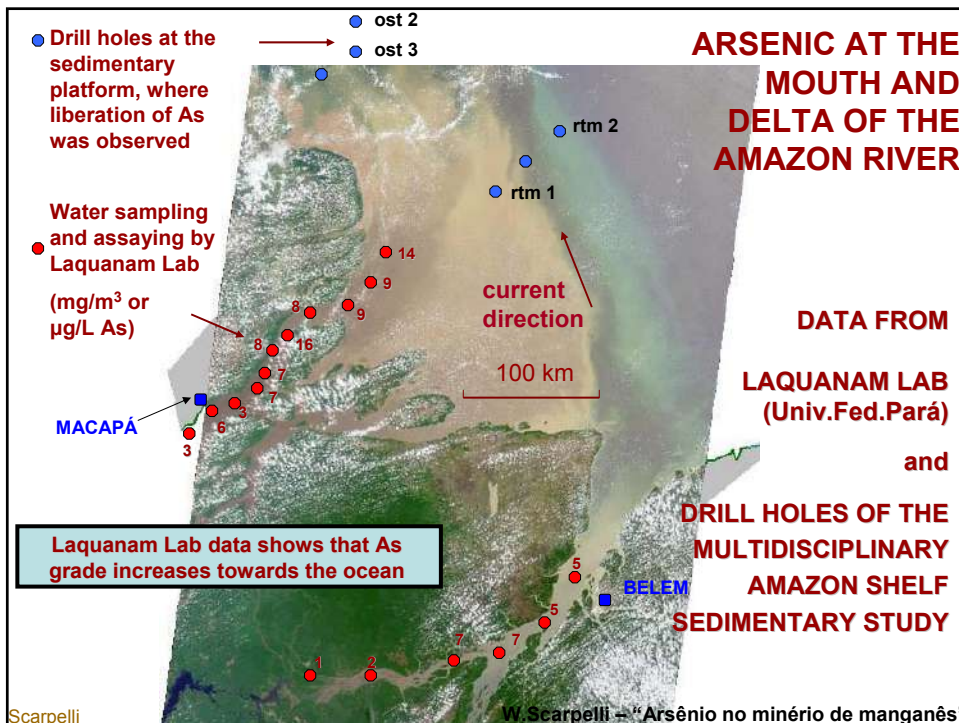 ost 2
ost 3
Drill holes at the
sedimentary
platform, where
liberation of As
was observed
ARSENIC AT THE
MOUTH AND
DELTA OF THE
AMAZON RIVER
rtm 2
rtm 1
Water sampling
and assaying by
Laquanam Lab
(mg/m³ or
µg/L As)
14
9
9
8
16
8
7
7
3
6
3
current
direction
100 km
MACAPÁ
DATA FROM
LAQUANAM LAB
(Univ.Fed.Pará)
and
DRILL HOLES OF THE
MULTIDISCIPLINARY
AMAZON SHELF
SEDIMENTARY STUDY
Laquanam Lab data shows that As
grade increases towards the ocean
5
BELEM
5
7
7
1
2
Scarpelli
W.Scarpelli – “Arsênio no minério de manganês”